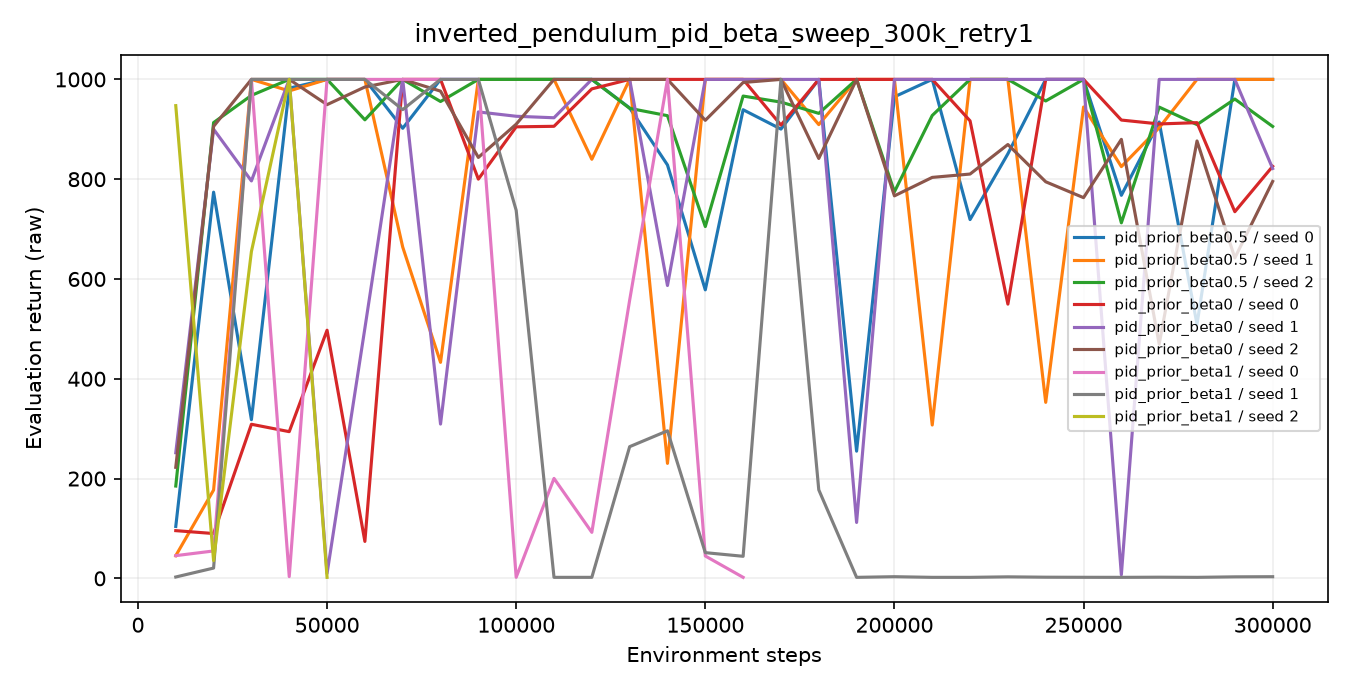 inverted_pendulum_pid_beta_sweep_300k_retry1
Evaluation return (raw)
1000
800
600
400
200
0
pid_prior_beta0.5 / seed 0
pid_prior_beta0.5 / seed 1
pid_prior_beta0.5 / seed 2
pid_prior_beta0 / seed 0
pid_prior_beta0 / seed 1
pid_prior_beta0 / seed 2
pid_prior_beta1 / seed 0
pid_prior_beta1 / seed 1
pid_prior_beta1 / seed 2
0 50000 100000 150000 200000 250000 300000
Environment steps